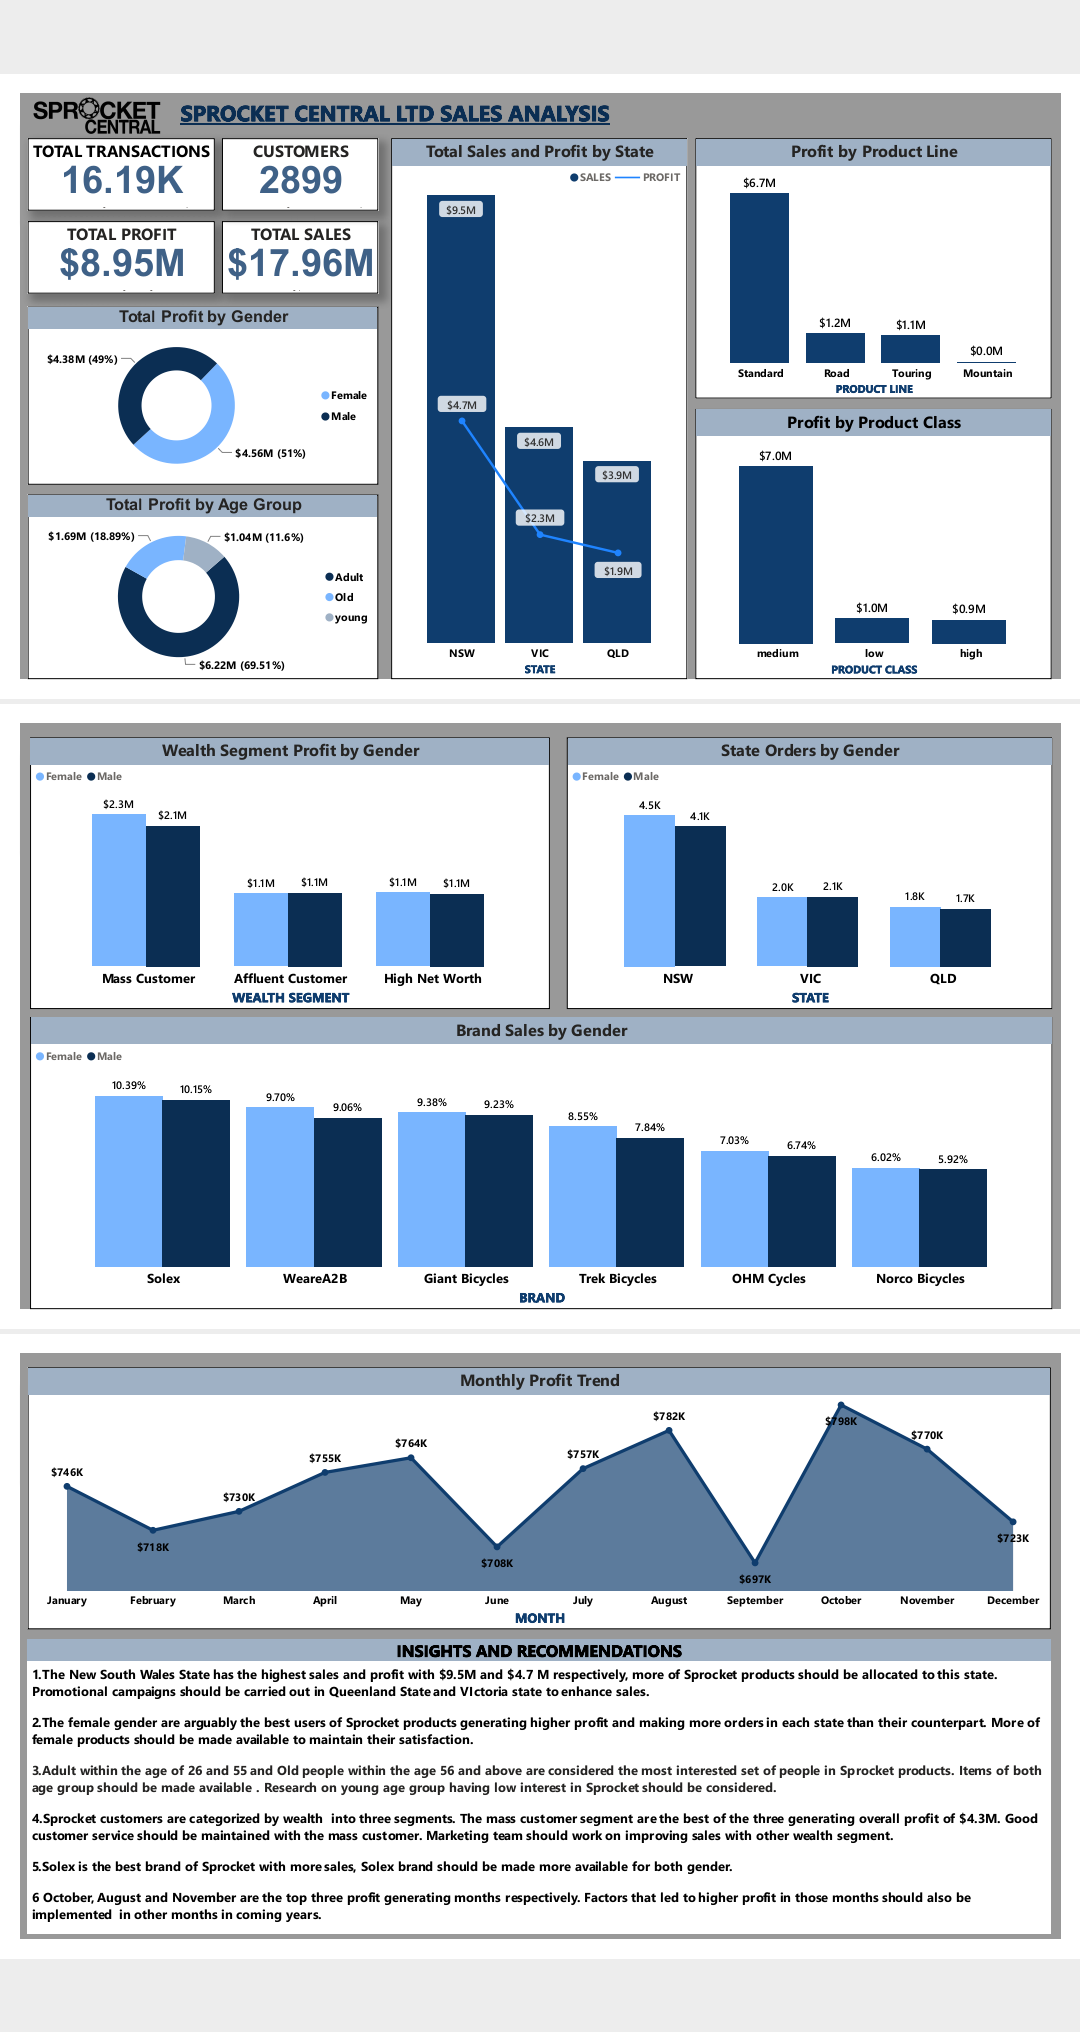 SPROCKET
CENTRAL
SPROCKET CENTRAL LTD SALES ANALYSIS
TOTAL TRANSACTIONS
16.19K
CUSTOMERS
2899
TOTAL PROFIT
$8.95M
TOTAL SALES
$17.96M
Total Profit by Gender
$4.38M (49%)
$4.56M (51%)
Female
Male
Total Profit by Age Group
$1.69M (18.89%)
$1.04M (11.6%)
$6.22M (69.51%)
Adult
Old
young
Total Sales and Profit by State
SALES PROFIT
$9.5M
$4.7M
$4.6M
$3.9M
$2.3M
$1.9M
NSW VIC QLD
STATE
Profit by Product Line
$6.7M
$1.2M
$1.1M
$0.0M
Standard Road Touring Mountain
PRODUCT LINE
Profit by Product Class
$7.0M
$1.0M
$0.9M
medium low high
PRODUCT CLASS
Wealth Segment Profit by Gender
Female Male
$2.3M
$2.1M
$1.1M $1.1M $1.1M $1.1M
Mass Customer Affluent Customer High Net Worth
WEALTH SEGMENT
State Orders by Gender
Female Male
4.5K
4.1K
2.0K 2.1K
1.8K 1.7K
NSW VIC QLD
STATE
Brand Sales by Gender
Female Male
10.39% 10.15%
9.70% 9.06%
9.38% 9.23%
8.55% 7.84%
7.03% 6.74%
6.02% 5.92%
Solex WeareA2B Giant Bicycles Trek Bicycles OHM Cycles Norco Bicycles
BRAND
Monthly Profit Trend
$746K
$718K
$730K
$755K
$764K
$708K
$757K
$782K
$697K
$798K
$770K
$723K
January February March April May June July August September October November December
MONTH
INSIGHTS AND RECOMMENDATIONS
1.The New South Wales State has the highest sales and profit with $9.5M and $4.7 M respectively, more of Sprocket products should be allocated to this state.
Promotional campaigns should be carried out in Queenland State and VIctoria state to enhance sales.
2.The female gender are arguably the best users of Sprocket products generating higher profit and making more orders in each state than their counterpart. More of
female products should be made available to maintain their satisfaction.
3.Adult within the age of 26 and 55 and Old people within the age 56 and above are considered the most interested set of people in Sprocket products. Items of both
age group should be made available . Research on young age group having low interest in Sprocket should be considered.
4.Sprocket customers are categorized by wealth into three segments. The mass customer segment are the best of the three generating overall profit of $4.3M. Good
customer service should be maintained with the mass customer. Marketing team should work on improving sales with other wealth segment.
5.Solex is the best brand of Sprocket with more sales, Solex brand should be made more available for both gender.
6 October, August and November are the top three profit generating months respectively. Factors that led to higher profit in those months should also be
implemented in other months in coming years.